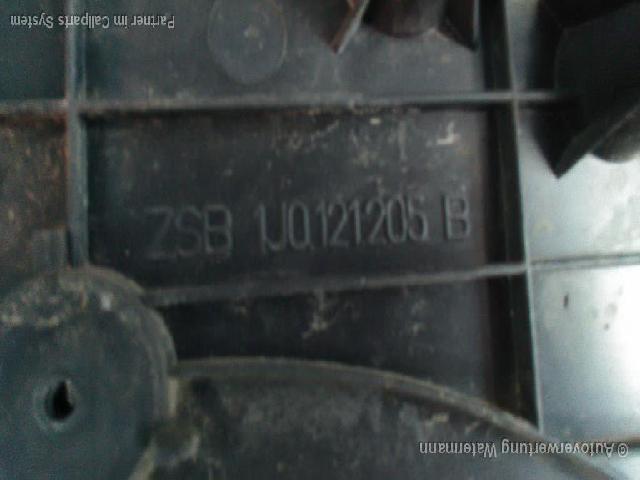 Partner im Callparts System
ZSB 1J0.121205 B
© Autoverwertung Watermann